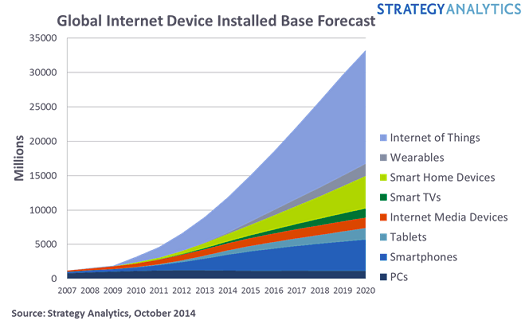 STRATEGYANALYTICS
Global Internet Device Installed Base Forecast
35000
30000
25000
20000
15000
10000
5000
0
Millions
2007 2008 2009 2010 2011 2012 2013 2014 2015 2016 2017 2018 2019 2020
Internet of Things
Wearables
Smart Home Devices
Smart TVs
Internet Media Devices
Tablets
Smartphones
PCs
Source: Strategy Analytics, October 2014